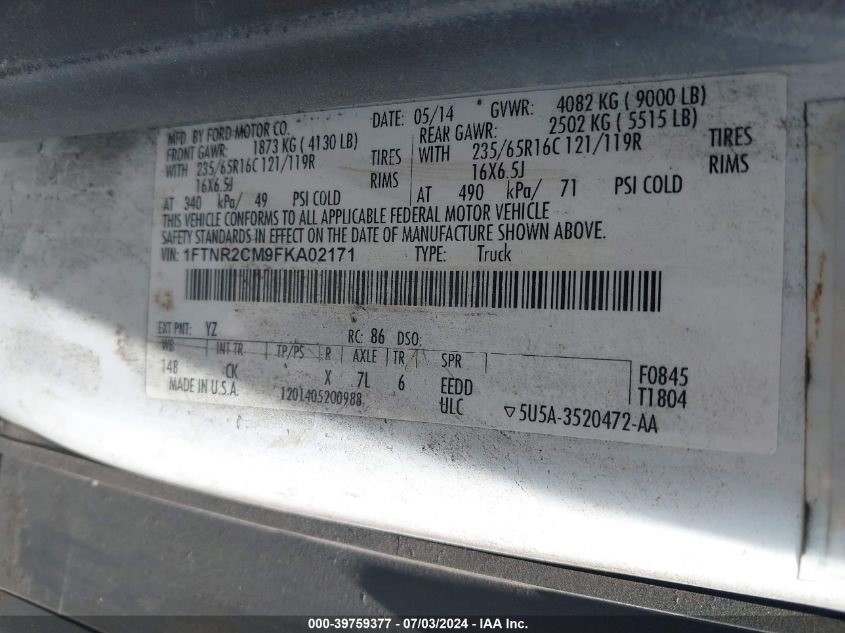 MFD. BY FORD MOTOR CO. DATE: 05/14 GVWR: 4082 KG ( 9000 LB)
FRONT GAWR: 1873 KG ( 4130 LB) REAR GAWR: 2502 KG ( 5515 LB)
WITH 235/65R16C 121/119R TIRES WITH 235/65R16C 121/119R TIRES
16X6.5J RIMS 16X6.5J RIMS
AT 340 kPa/ 49 PSI COLD AT 490 kPa/ 71 PSI COLD
THIS VEHICLE CONFORMS TO ALL APPLICABLE FEDERAL MOTOR VEHICLE
SAFETY STANDARDS IN EFFECT ON THE DATE OF MANUFACTURE SHOWN ABOVE.
VIN: 1FTNR2CM9FKA02171 TYPE: Truck
EXT PNT: YZ RC: 86 DSO:
WB INT TR TP/PS R AXLE TR SPR
148 CK X 7L 6 EEDD F0845
MADE IN U.S.A. 1201405200988 ULC T1804
▽5U5A-3520472-AA
000-39759377 - 07/03/2024 - IAA Inc.